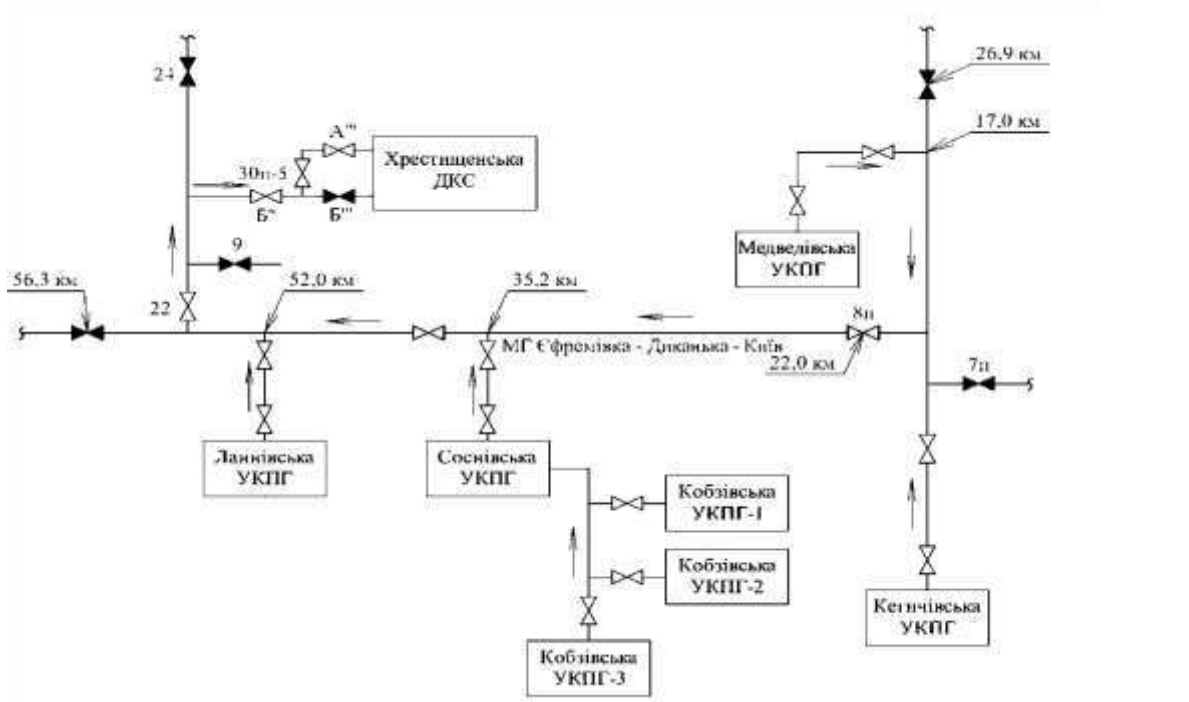 26,9 км
24
17,0 км
А'''
30п-5
Хрестищенська
ДКС
Б'''
Медведівська
УКПГ
9
56,3 км
52,0 км
35,2 км
22
8п
МГ Єфремівка - Диканька - Київ
22,0 км
7п
Ланнівська
УКПГ
Соснівська
УКПГ
Кобзівська
УКПГ-1
Кобзівська
УКПГ-2
Кегичівська
УКПГ
Кобзівська
УКПГ-3